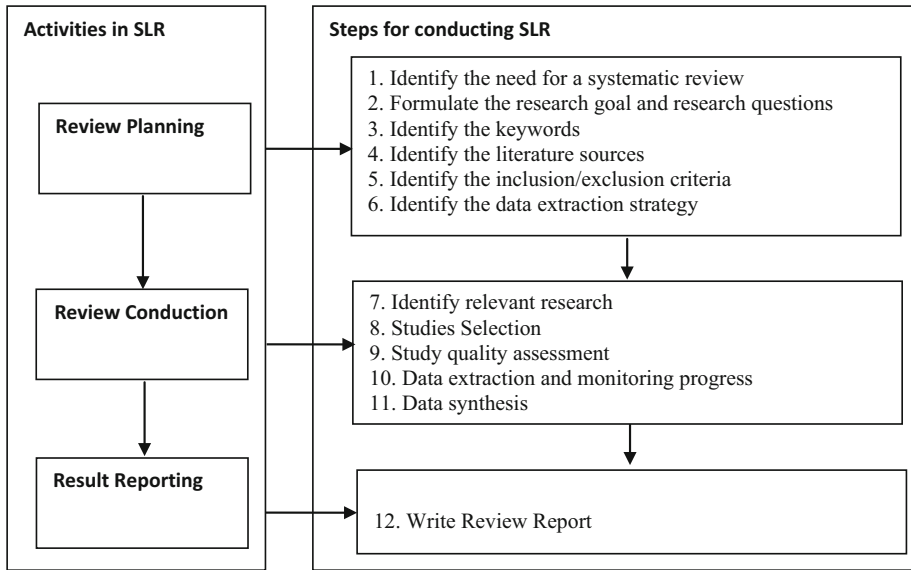 Activities in SLR
Review Planning
Review Conduction
Result Reporting
Steps for conducting SLR
1. Identify the need for a systematic review
2. Formulate the research goal and research questions
3. Identify the keywords
4. Identify the literature sources
5. Identify the inclusion/exclusion criteria
6. Identify the data extraction strategy
7. Identify relevant research
8. Studies Selection
9. Study quality assessment
10. Data extraction and monitoring progress
11. Data synthesis
12. Write Review Report